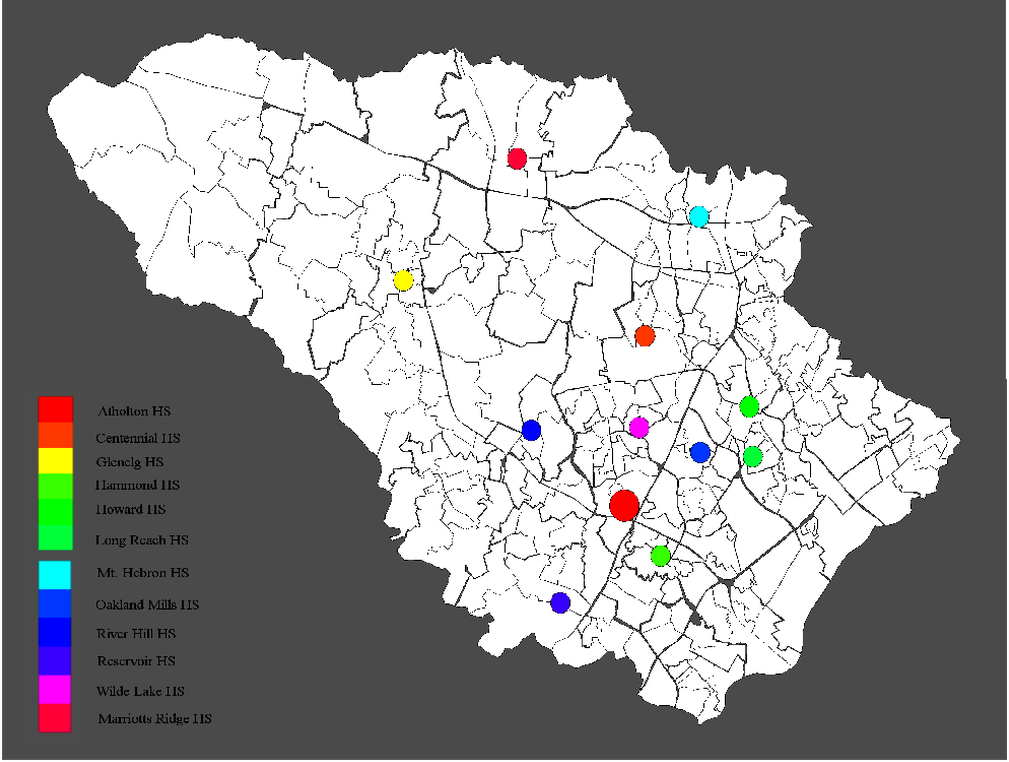 Atholton HS
Centennial HS
Glenelg HS
Hammond HS
Howard HS
Long Reach HS
Mt. Hebron HS
Oakland Mills HS
River Hill HS
Reservoir HS
Wilde Lake HS
Marriotts Ridge HS